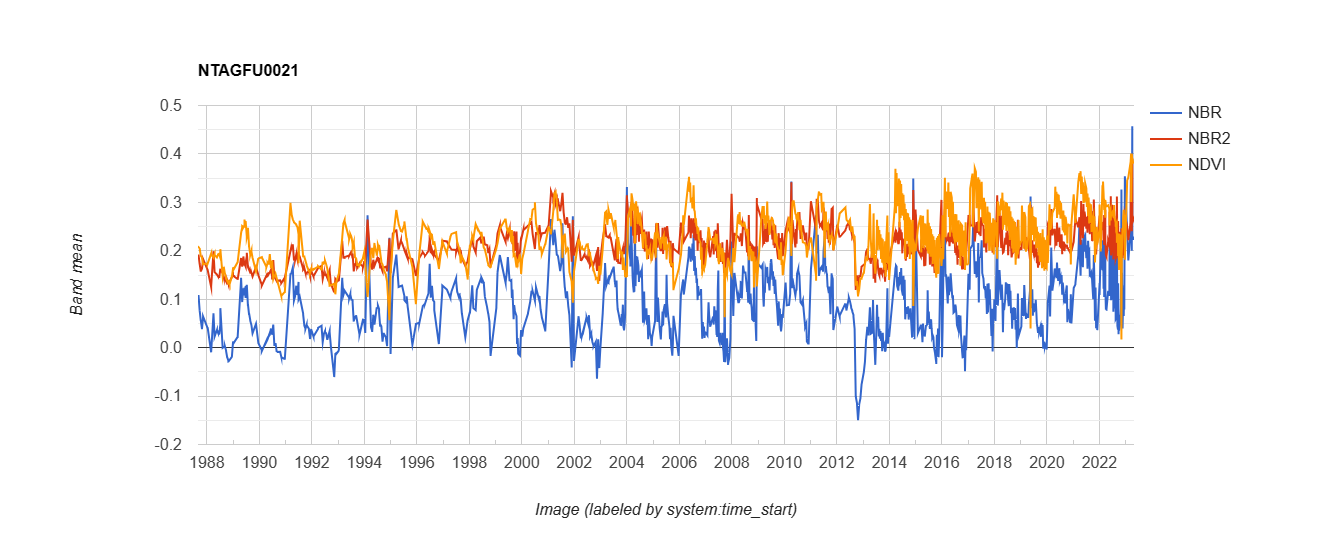 NTAGFU0021
0.5
0.4
0.3
0.2
0.1
0.0
-0.1
-0.2
Band mean
1988 1990 1992 1994 1996 1998 2000 2002 2004 2006 2008 2010 2012 2014 2016 2018 2020 2022
Image (labeled by system:time_start)
NBR
NBR2
NDVI